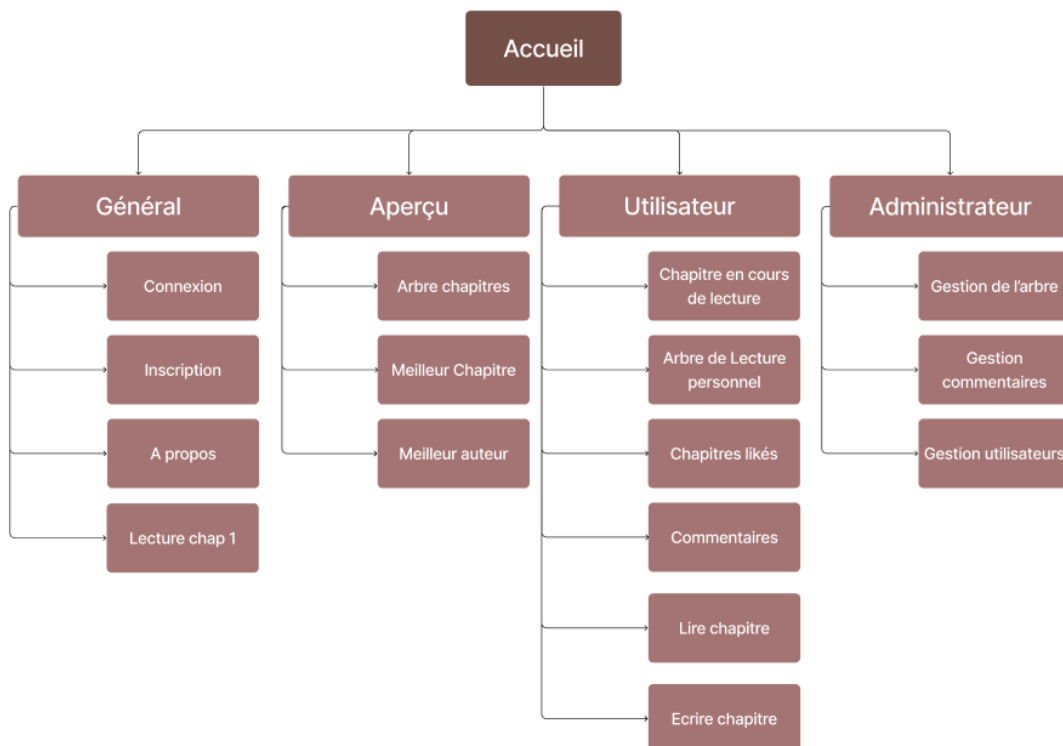 Accueil
Général
Aperçu
Utilisateur
Administrateur
Connexion
Inscription
A propos
Lecture chap 1
Arbre chapitres
Meilleur Chapitre
Meilleur auteur
Chapitre en cours
de lecture
Arbre de Lecture
personnel
Chapitres likés
Commentaires
Lire chapitre
Ecrire chapitre
Gestion de l'arbre
Gestion
commentaires
Gestion utilisateurs